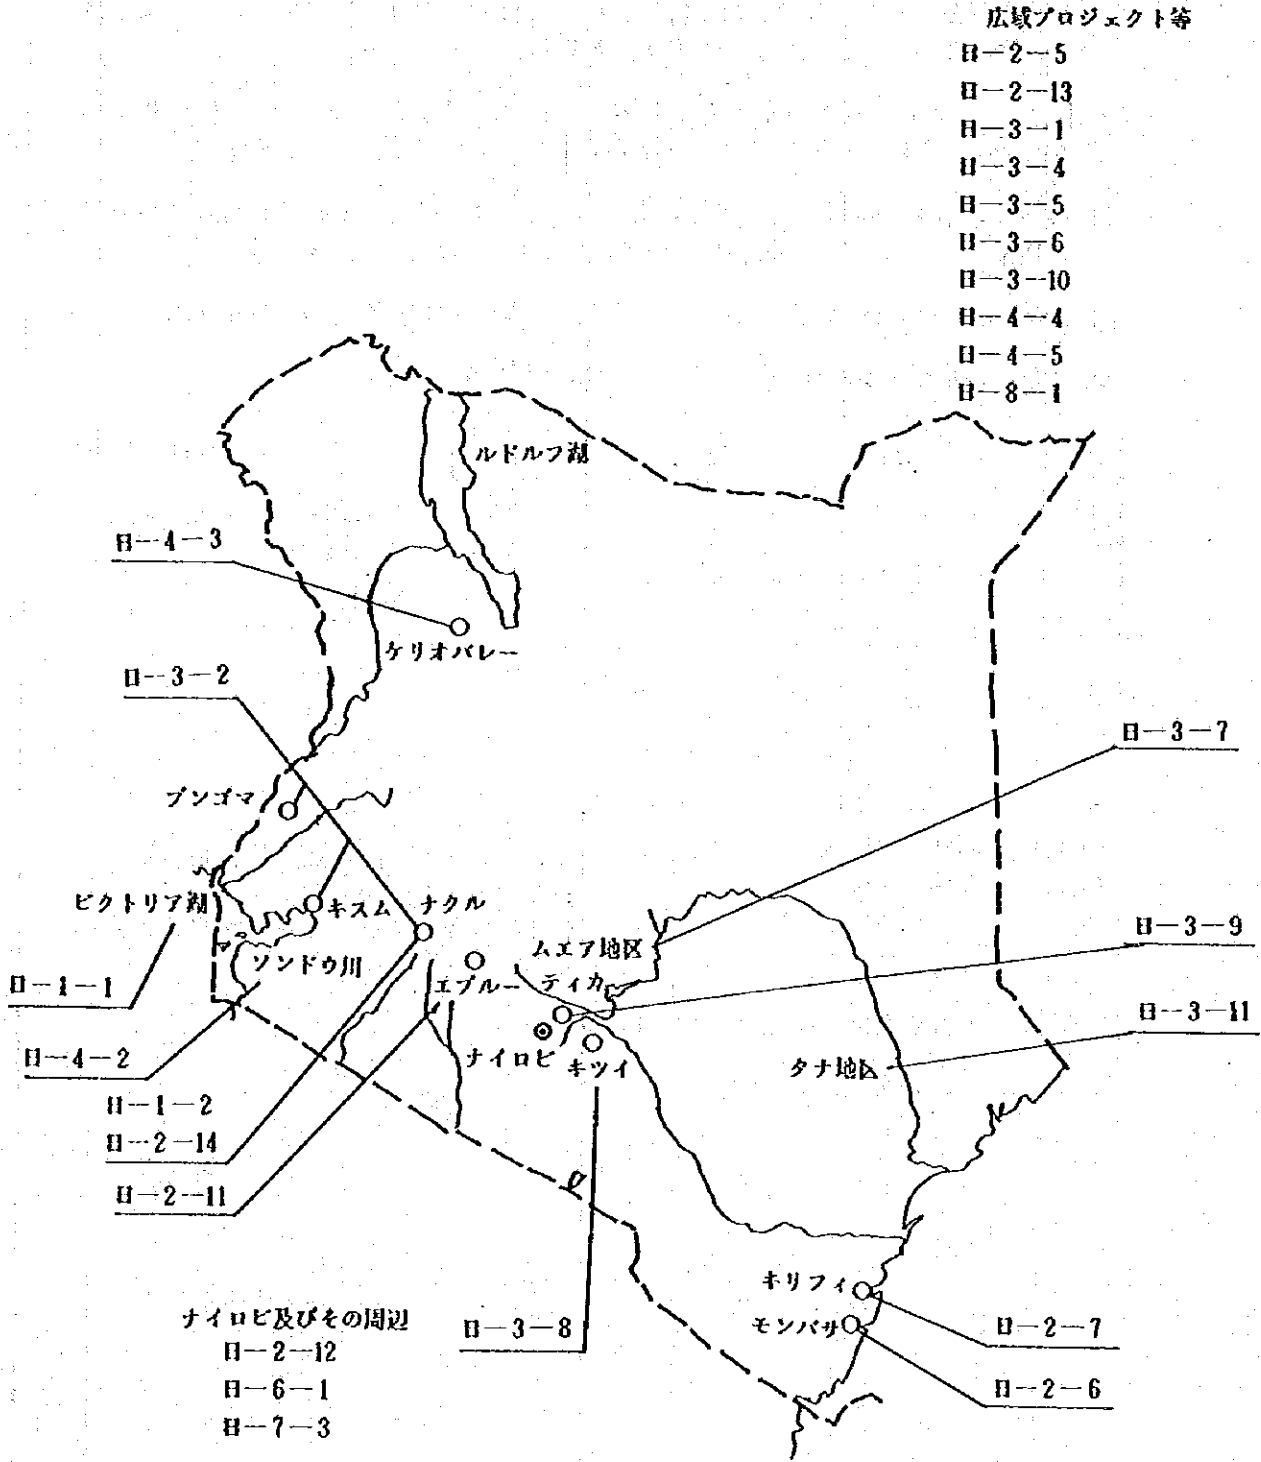 広域プロジェクト等
日-2-5
日-2-13
日-3-1
日-3-4
日-3-5
日-3-6
日-3-10
日-4-4
日-4-5
日-8-1
ルドルフ湖
日-4-3
ケリオバレー
日-3-2
日-3-7
ブンゴマ
ビクトリア湖
キスム
ナクル
日-3-9
ムエア地区
ソンドウ川
エブルー
ティカ
日-1-1
日-3-11
ナイロビ
キツイ
タナ地区
日-4-2
日-1-2
日-2-14
日-2-11
キリフィ
ナイロビ及びその周辺
日-3-8
モンバサ
日-2-7
日-2-12
日-6-1
日-2-6
日-7-3